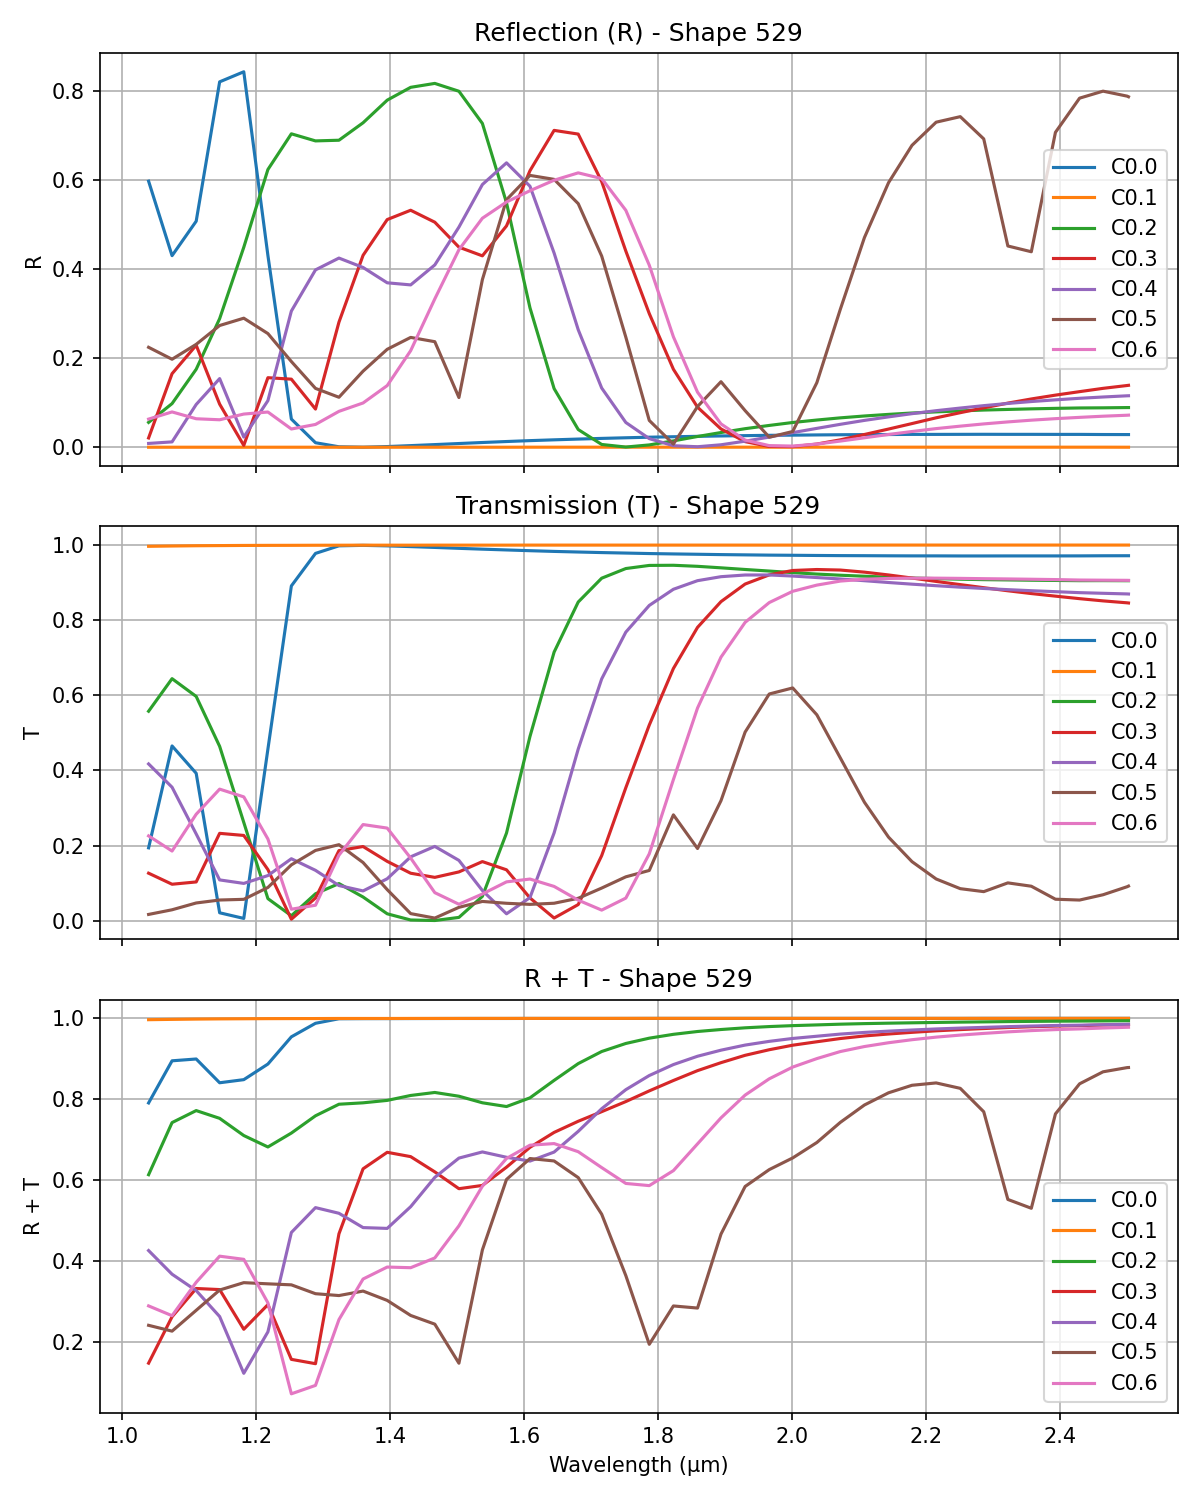 Reflection (R) - Shape 529
0.8
0.6
0.4
0.2
0.0
R
C0.0
C0.1
C0.2
C0.3
C0.4
C0.5
C0.6
Transmission (T) - Shape 529
1.0
0.8
0.6
0.4
0.2
0.0
T
C0.0
C0.1
C0.2
C0.3
C0.4
C0.5
C0.6
R + T - Shape 529
1.0
0.8
0.6
0.4
0.2
R + T
C0.0
C0.1
C0.2
C0.3
C0.4
C0.5
C0.6
1.0 1.2 1.4 1.6 1.8 2.0 2.2 2.4
Wavelength (μm)